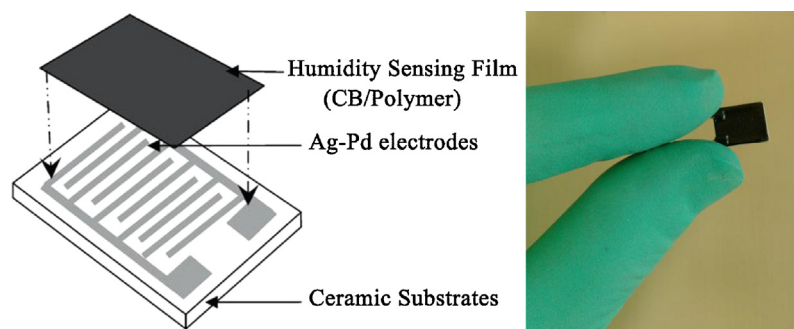 Humidity Sensing Film
(CB/Polymer)
Ag-Pd electrodes
Ceramic Substrates